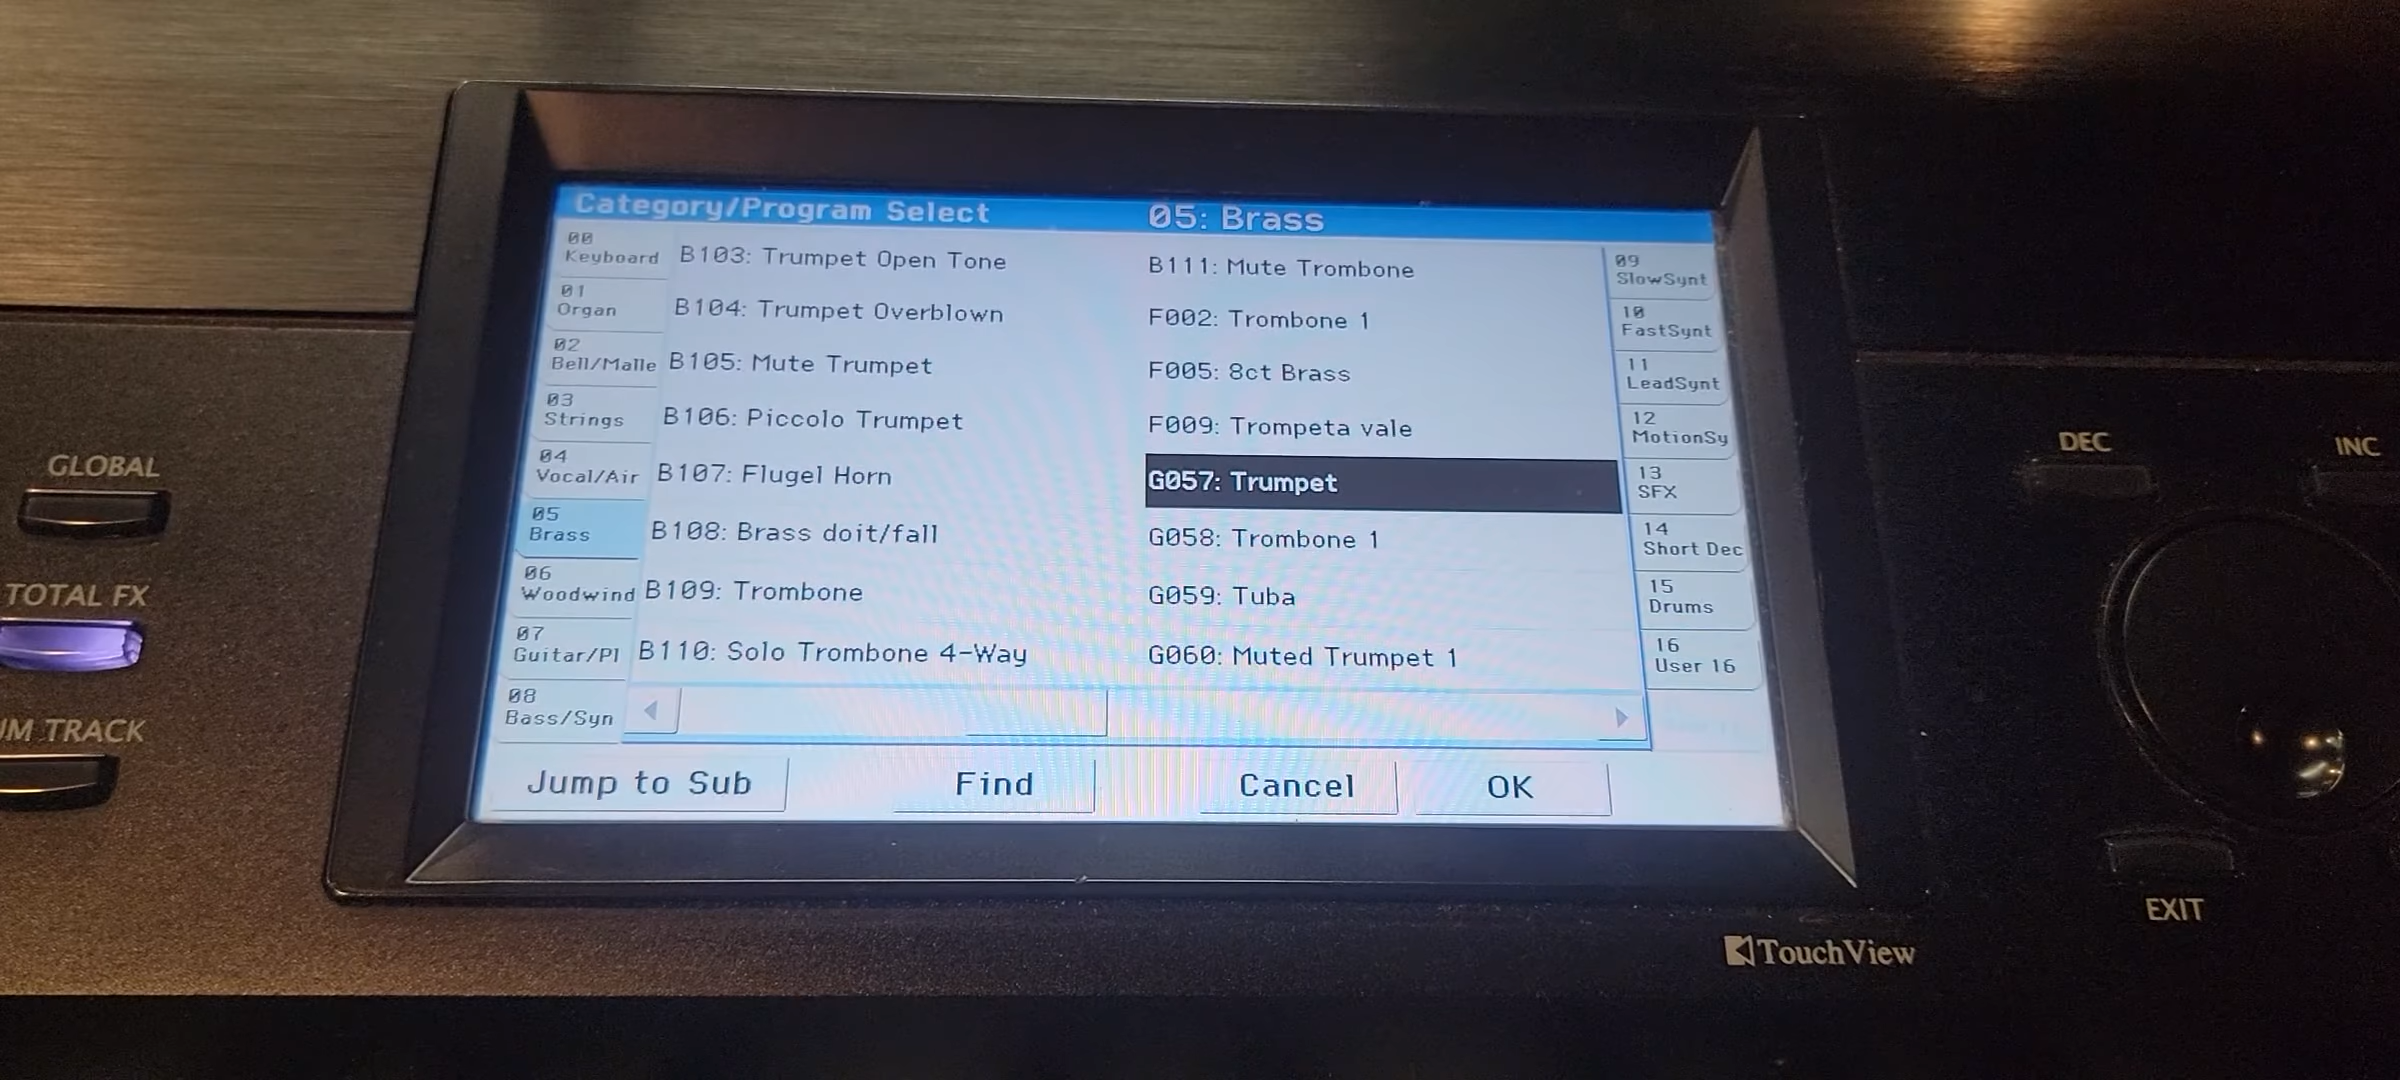 Category/Program Select
05: Brass
00
Keyboard
01
Organ
02
Bell/Malle
03
Strings
04
Vocal/Air
05
Brass
06
Woodwind
07
Guitar/Pl
08
Bass/Syn
B103: Trumpet Open Tone
B104: Trumpet Overblown
B105: Mute Trumpet
B106: Piccolo Trumpet
B107: Flugel Horn
B108: Brass doit/fall
B109: Trombone
B110: Solo Trombone 4-Way
B111: Mute Trombone
F002: Trombone 1
F005: 8ct Brass
F009: Trompeta vale
G057: Trumpet
G058: Trombone 1
G059: Tuba
G060: Muted Trumpet 1
09
SlowSynt
10
FastSynt
11
LeadSynt
12
MotionSy
13
SFX
14
Short Dec
15
Drums
16
User 16
Jump to Sub
Find
Cancel
OK
GLOBAL
TOTAL FX
UM TRACK
DEC
INC
EXIT
TouchView